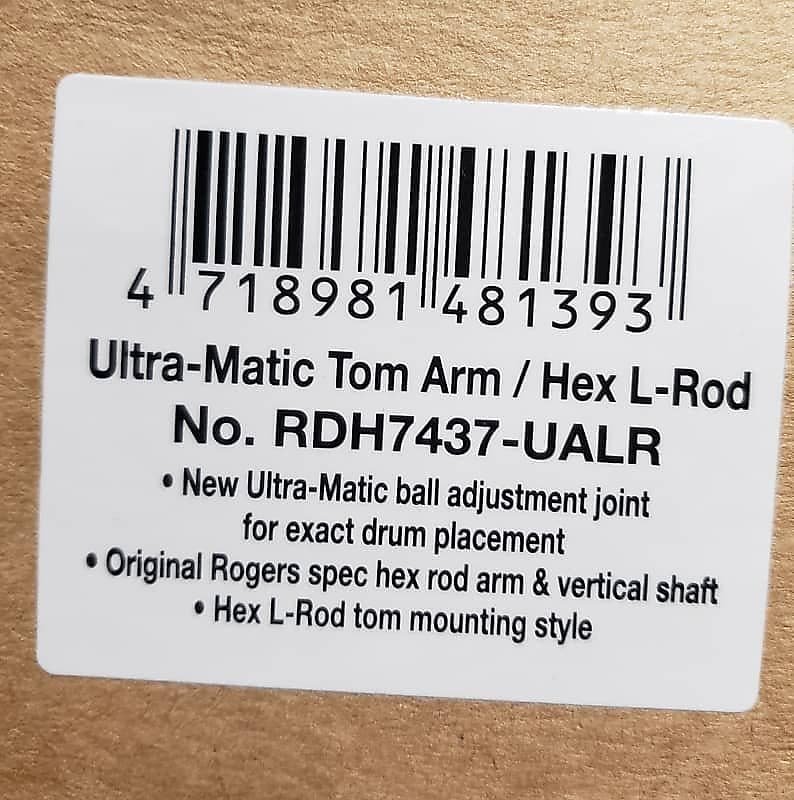 4 718981 481393
Ultra-Matic Tom Arm / Hex L-Rod
No. RDH7437-UALR
• New Ultra-Matic ball adjustment joint
for exact drum placement
• Original Rogers spec hex rod arm & vertical shaft
• Hex L-Rod tom mounting style